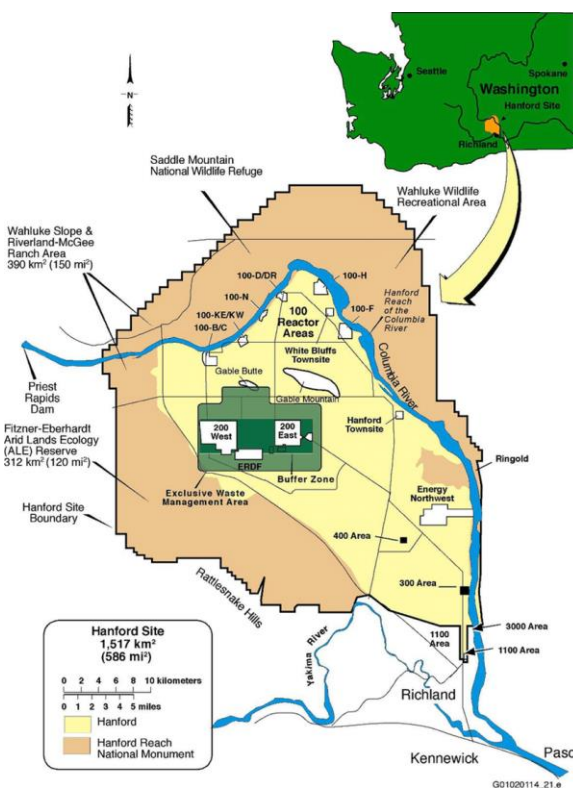 Seattle
Spokane
Washington
Hanford Site
Richland
N
Saddle Mountain
National Wildlife Refuge
Wahluke Wildlife
Recreational Area
Wahluke Slope &
Riverland-McGee
Ranch Area
390 km² (150 mi²)
100-D/DR
100-H
100-N
100-KE/KW
100-F
100-B/C
100
Reactor
Areas
Hanford
Reach
of the
Columbia
River
Columbia River
White Bluffs
Townsite
Gable Butte
Gable Mountain
Priest
Rapids
Dam
Hanford
Townsite
Fitzner-Eberhardt
Arid Lands Ecology
(ALE) Reserve
312 km² (120 mi²)
200
West
200
East
ERDF
Ringold
Exclusive Waste
Management Area
Buffer Zone
Energy
Northwest
Hanford Site
Boundary
400 Area
300 Area
Rattlesnake Hills
3000 Area
1100
Area
1100 Area
Yakima River
Richland
Kennewick
Pasc
Hanford Site
1,517 km²
(586 mi²)
0 2 4 6 8 10 kilometers
0 1 2 3 4 5 miles
Hanford
Hanford Reach
National Monument
G01020114_21.e